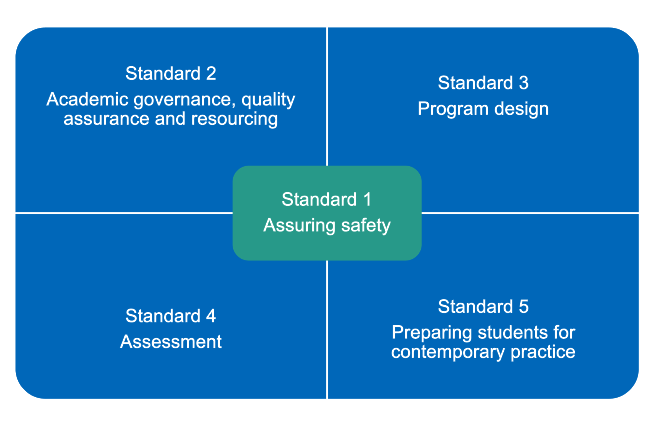 Standard 2
Academic governance, quality
assurance and resourcing
Standard 3
Program design
Standard 1
Assuring safety
Standard 4
Assessment
Standard 5
Preparing students for
contemporary practice